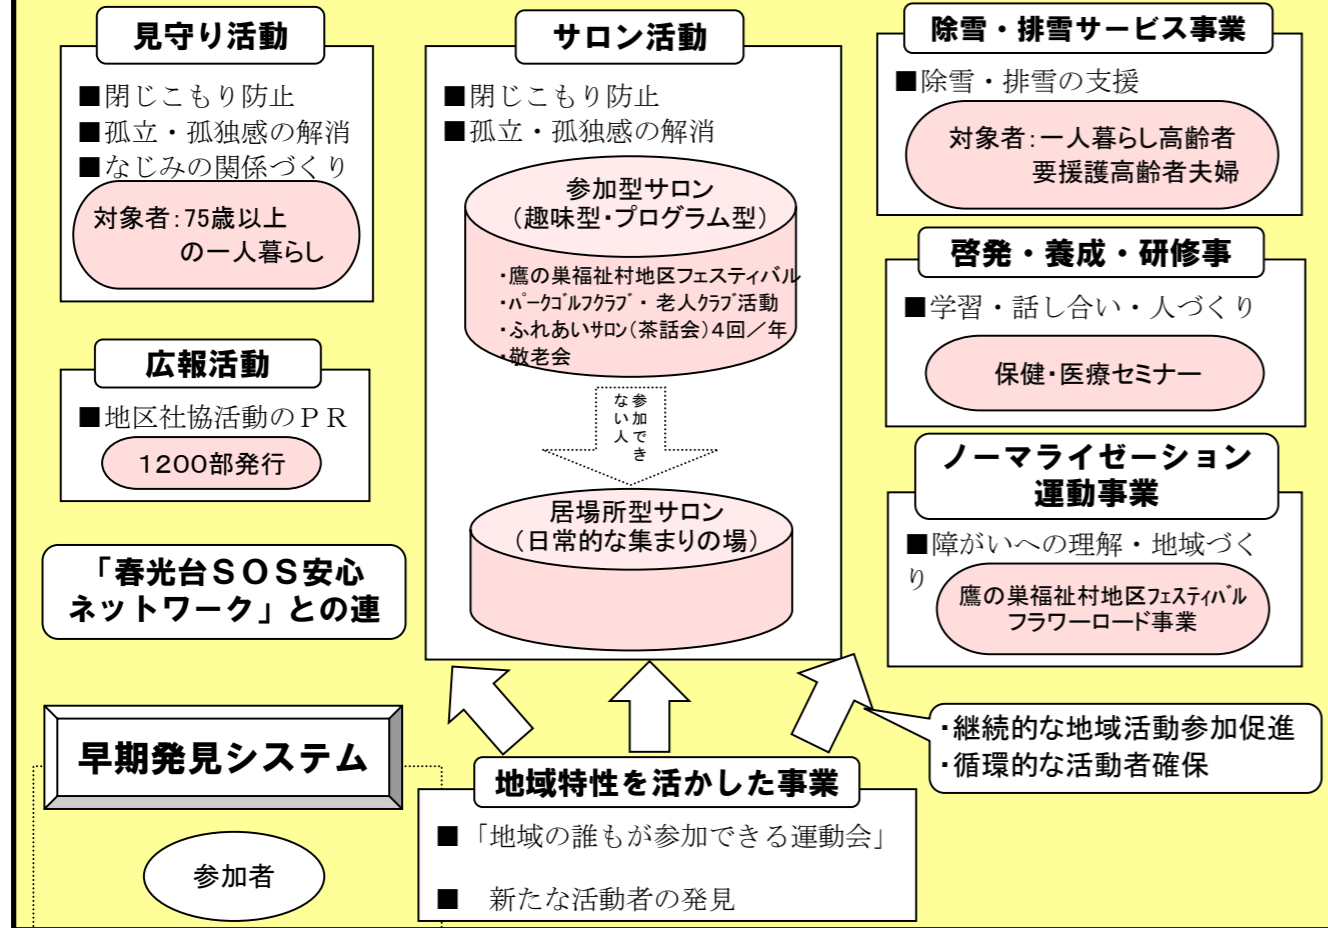 見守り活動
■閉じこもり防止
■孤立・孤独感の解消
■なじみの関係づくり
対象者：75歳以上
の一人暮らし
広報活動
■地区社協活動のＰＲ
１２００部発行
「春光台ＳＯＳ安心
ネットワーク」との連
早期発見システム
参加者
サロン活動
■閉じこもり防止
■孤立・孤独感の解消
参加型サロン
（趣味型・プログラム型）
・鷹の巣福祉村地区フェスティバル
・ﾊﾟｰｸｺﾞﾙﾌｸﾗﾌﾞ・老人ｸﾗﾌﾞ活動
・ふれあいサロン（茶話会）４回／年
・敬老会
参加でき
ない人
居場所型サロン
（日常的な集まりの場）
地域特性を活かした事業
■「地域の誰もが参加できる運動会」
■　新たな活動者の発見
除雪・排雪サービス事業
■除雪・排雪の支援
対象者：一人暮らし高齢者
要援護高齢者夫婦
啓発・養成・研修事
■学習・話し合い・人づくり
保健・医療セミナー
ノーマライゼーション
運動事業
■障がいへの理解・地域づく
り
鷹の巣福祉村地区ﾌｪｽﾃｨﾊﾞﾙ
フラワーロード事業
・継続的な地域活動参加促進
・循環的な活動者確保